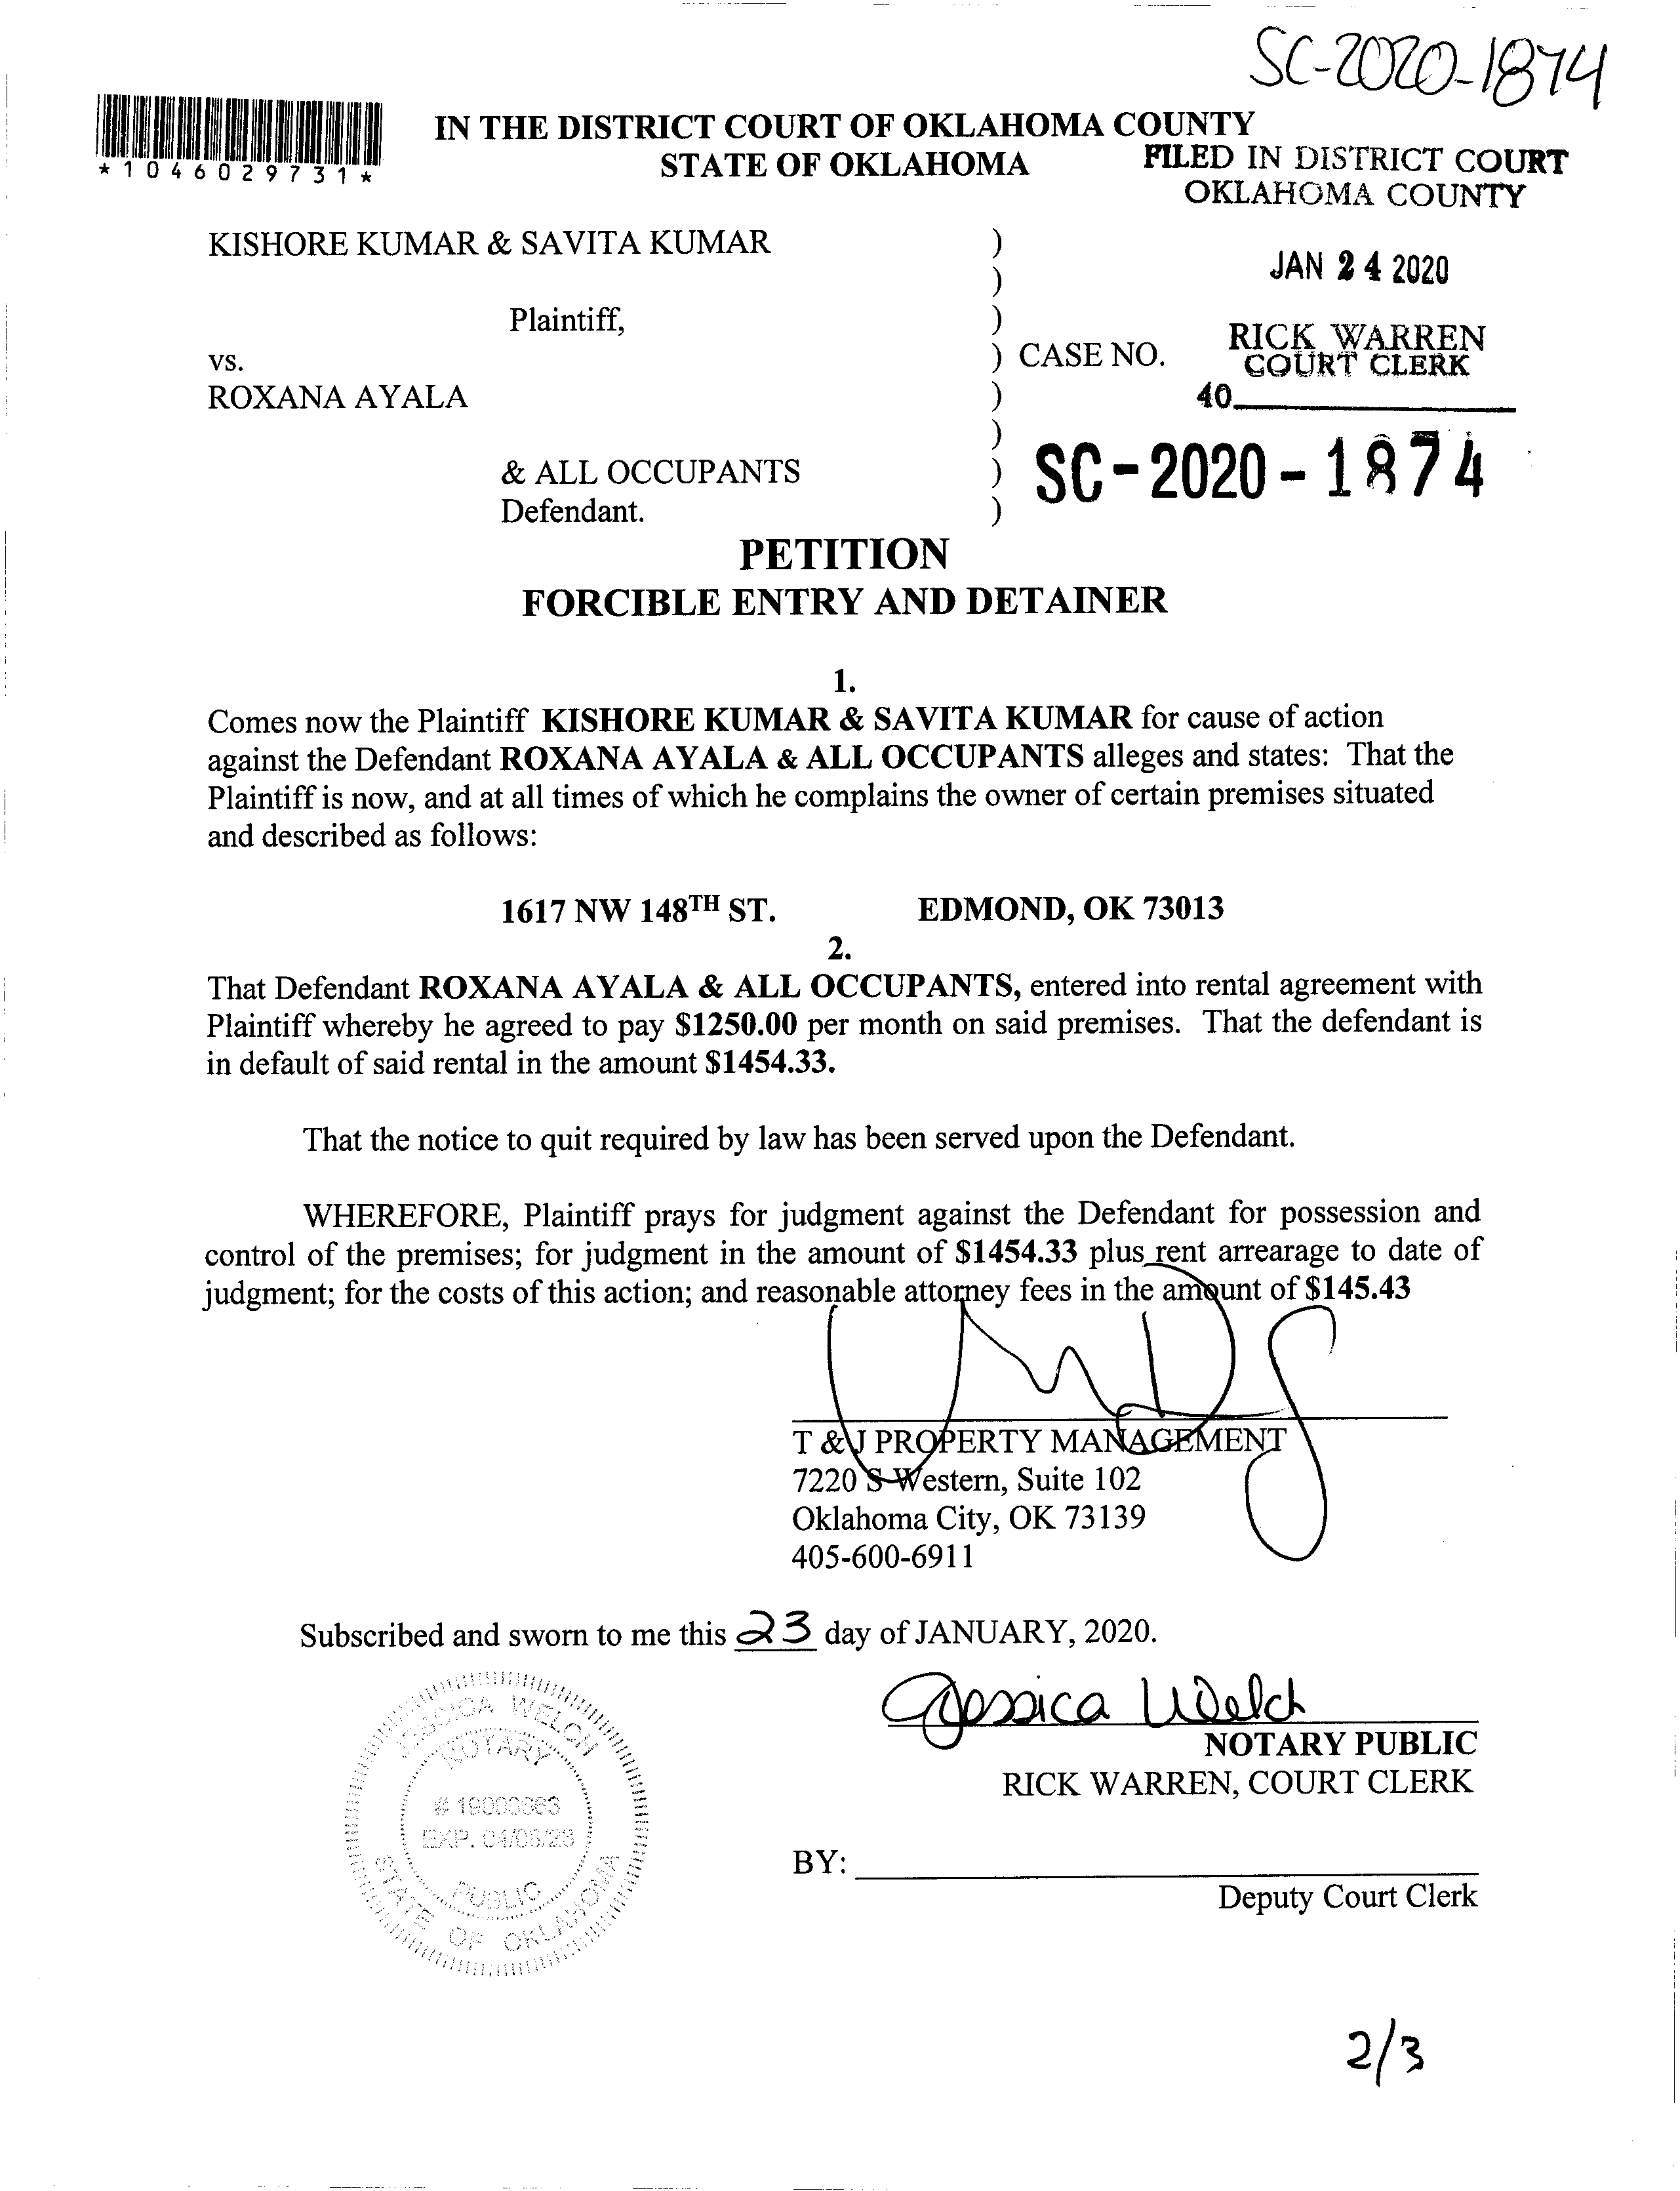 SC-2020-1874
*1046029731*
IN THE DISTRICT COURT OF OKLAHOMA COUNTY
STATE OF OKLAHOMA
FILED IN DISTRICT COURT
OKLAHOMA COUNTY
KISHORE KUMAR & SAVITA KUMAR )
)
JAN 24 2020
Plaintiff, )
vs. ) CASE NO.
RICK WARREN
COURT CLERK
ROXANA AYALA )
40
)
& ALL OCCUPANTS )
SC-2020-1874
Defendant. )
PETITION
FORCIBLE ENTRY AND DETAINER
1.
Comes now the Plaintiff KISHORE KUMAR & SAVITA KUMAR for cause of action
against the Defendant ROXANA AYALA & ALL OCCUPANTS alleges and states: That the
Plaintiff is now, and at all times of which he complains the owner of certain premises situated
and described as follows:
1617 NW 148TH ST. EDMOND, OK 73013
2.
That Defendant ROXANA AYALA & ALL OCCUPANTS, entered into rental agreement with
Plaintiff whereby he agreed to pay $1250.00 per month on said premises. That the defendant is
in default of said rental in the amount $1454.33.
That the notice to quit required by law has been served upon the Defendant.
WHEREFORE, Plaintiff prays for judgment against the Defendant for possession and
control of the premises; for judgment in the amount of $1454.33 plus rent arrearage to date of
judgment; for the costs of this action; and reasonable attorney fees in the amount of $145.43
T & J PROPERTY MANAGEMENT
7220 S Western, Suite 102
Oklahoma City, OK 73139
405-600-6911
Subscribed and sworn to me this 23 day of JANUARY, 2020.
Jessica Welch
NOTARY PUBLIC
RICK WARREN, COURT CLERK
JESSICA WELCH
NOTARY
EXP.
PUBLIC
STATE OF OKLAHOMA
BY:
Deputy Court Clerk
2/3